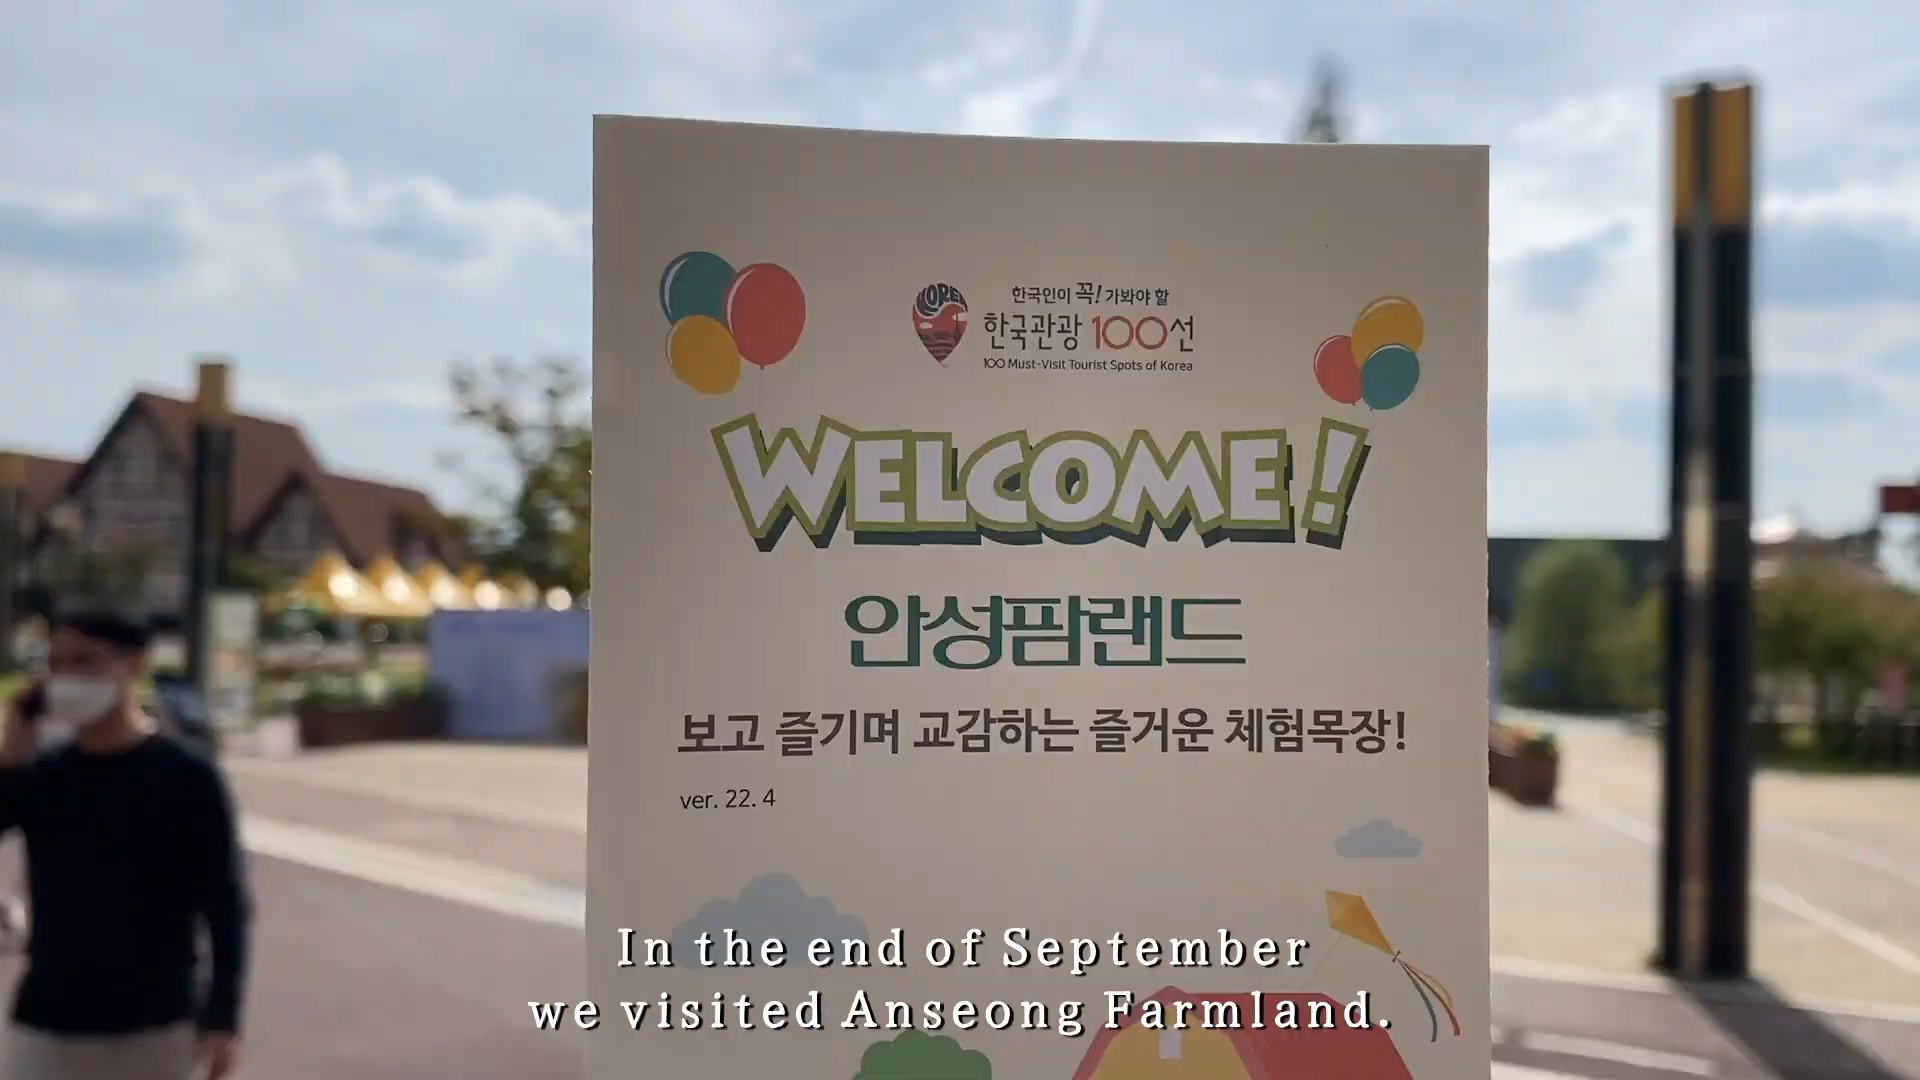 KOREA
한국인이 꼭! 가봐야 할
한국관광 100선
100 Must-Visit Tourist Spots of Korea
WELCOME!
안성팜랜드
보고 즐기며 교감하는 즐거운 체험목장!
ver. 22. 4
In the end of September
we visited Anseong Farmland.